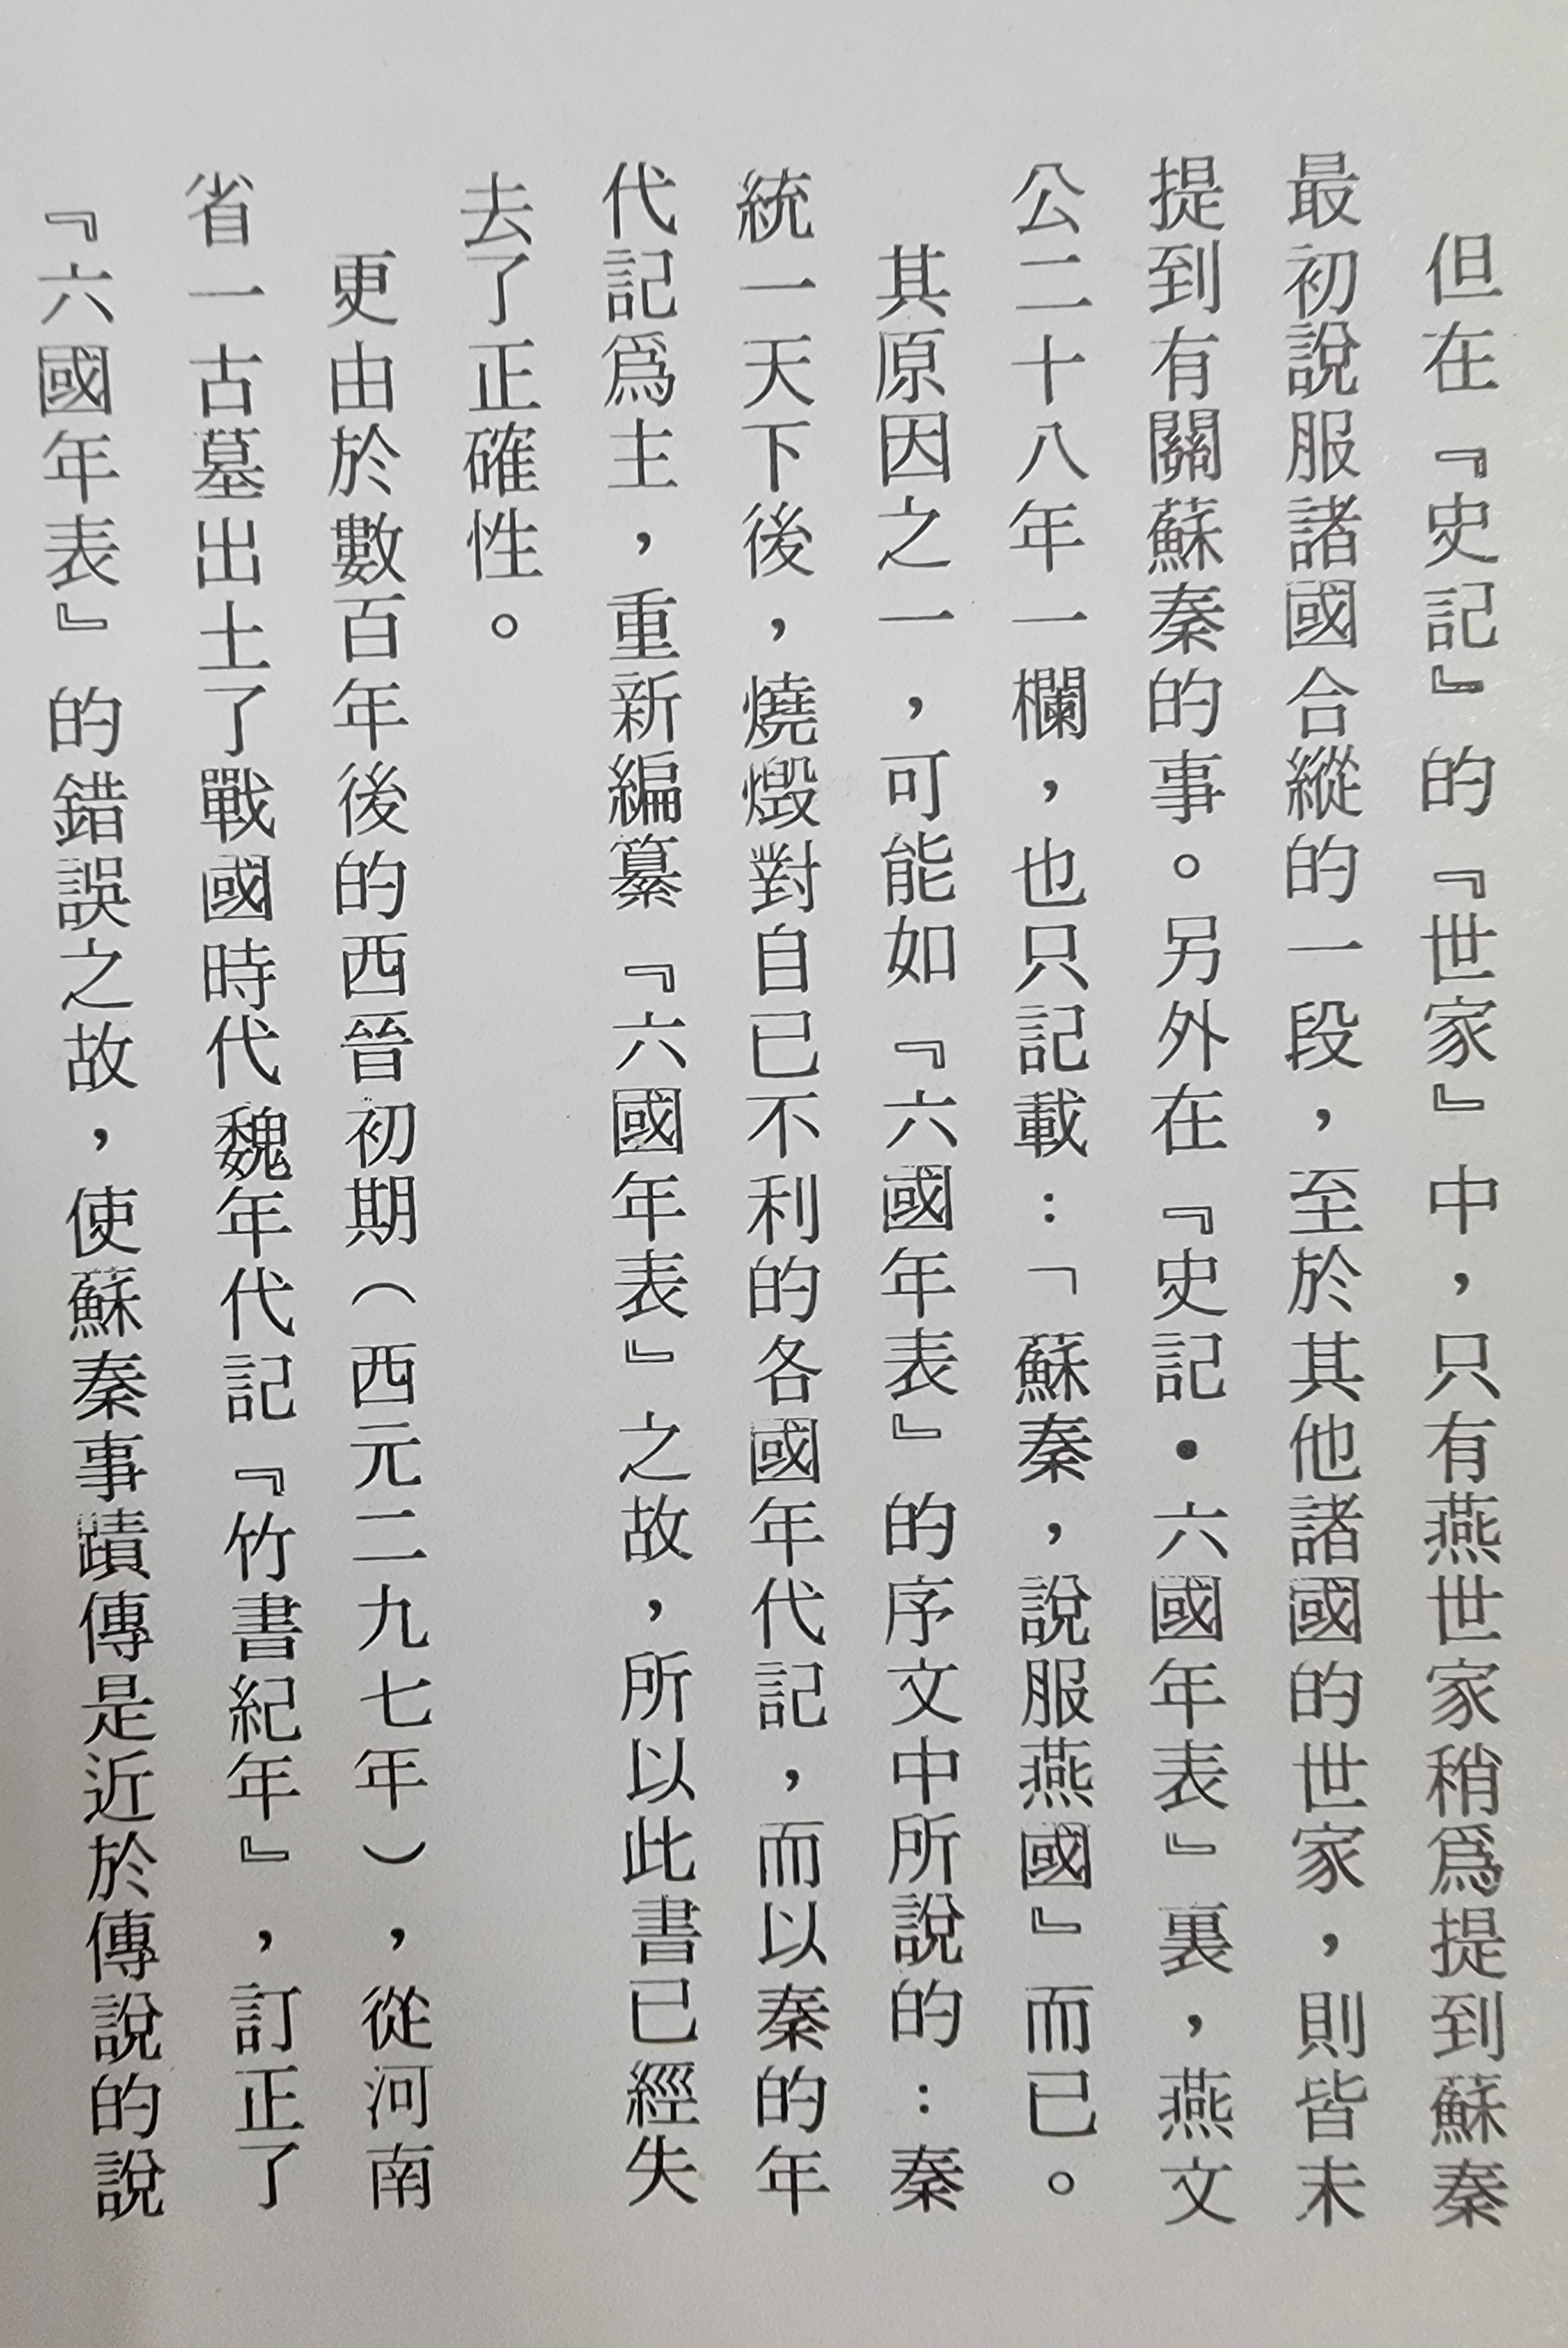 但在『史記』的『世家』中，只有燕世家稍爲提到蘇秦
最初說服諸國合縱的一段，至於其他諸國的世家，則皆未
提到有關蘇秦的事。另外在『史記•六國年表』裏，燕文
公二十八年一欄，也只記載：「蘇秦，說服燕國』而已。
其原因之一，可能如『六國年表』的序文中所說的：秦
統一天下後，燒燬對自已不利的各國年代記，而以秦的年
代記爲主，重新編纂『六國年表』之故，所以此書已經失
去了正確性。
更由於數百年後的西晉初期（西元二九七年），從河南
省一古墓出土了戰國時代魏年代記『竹書紀年』，訂正了
『六國年表』的錯誤之故，使蘇秦事蹟傳是近於傳說的說